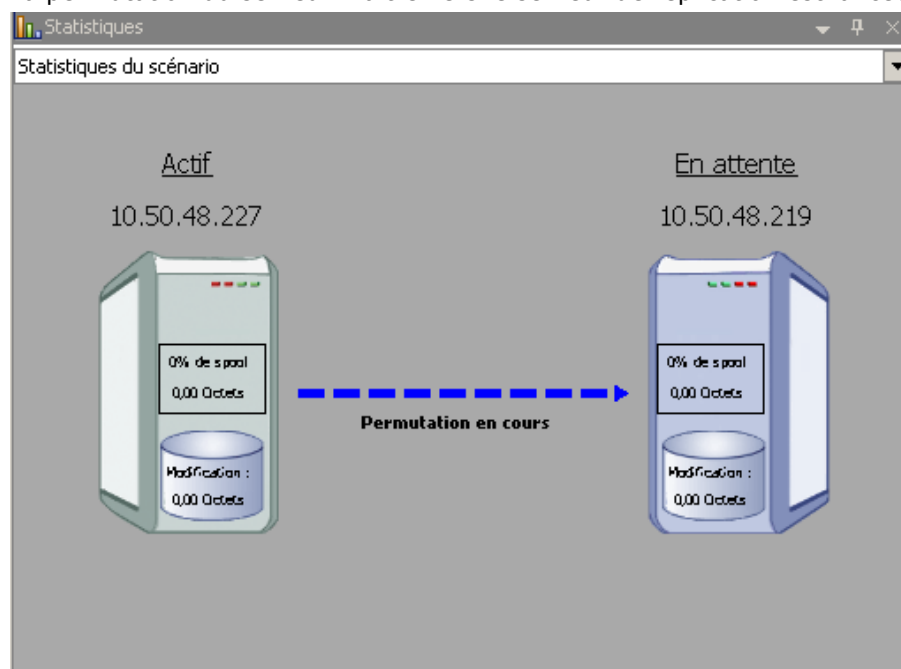 Statistiques
Statistiques du scénario
Actif
En attente
10.50.48.227
10.50.48.219
0% de spool
0,00 Octets
0% de spool
0,00 Octets
Permutation en cours
Modification :
0,00 Octets
Modification :
0,00 Octets